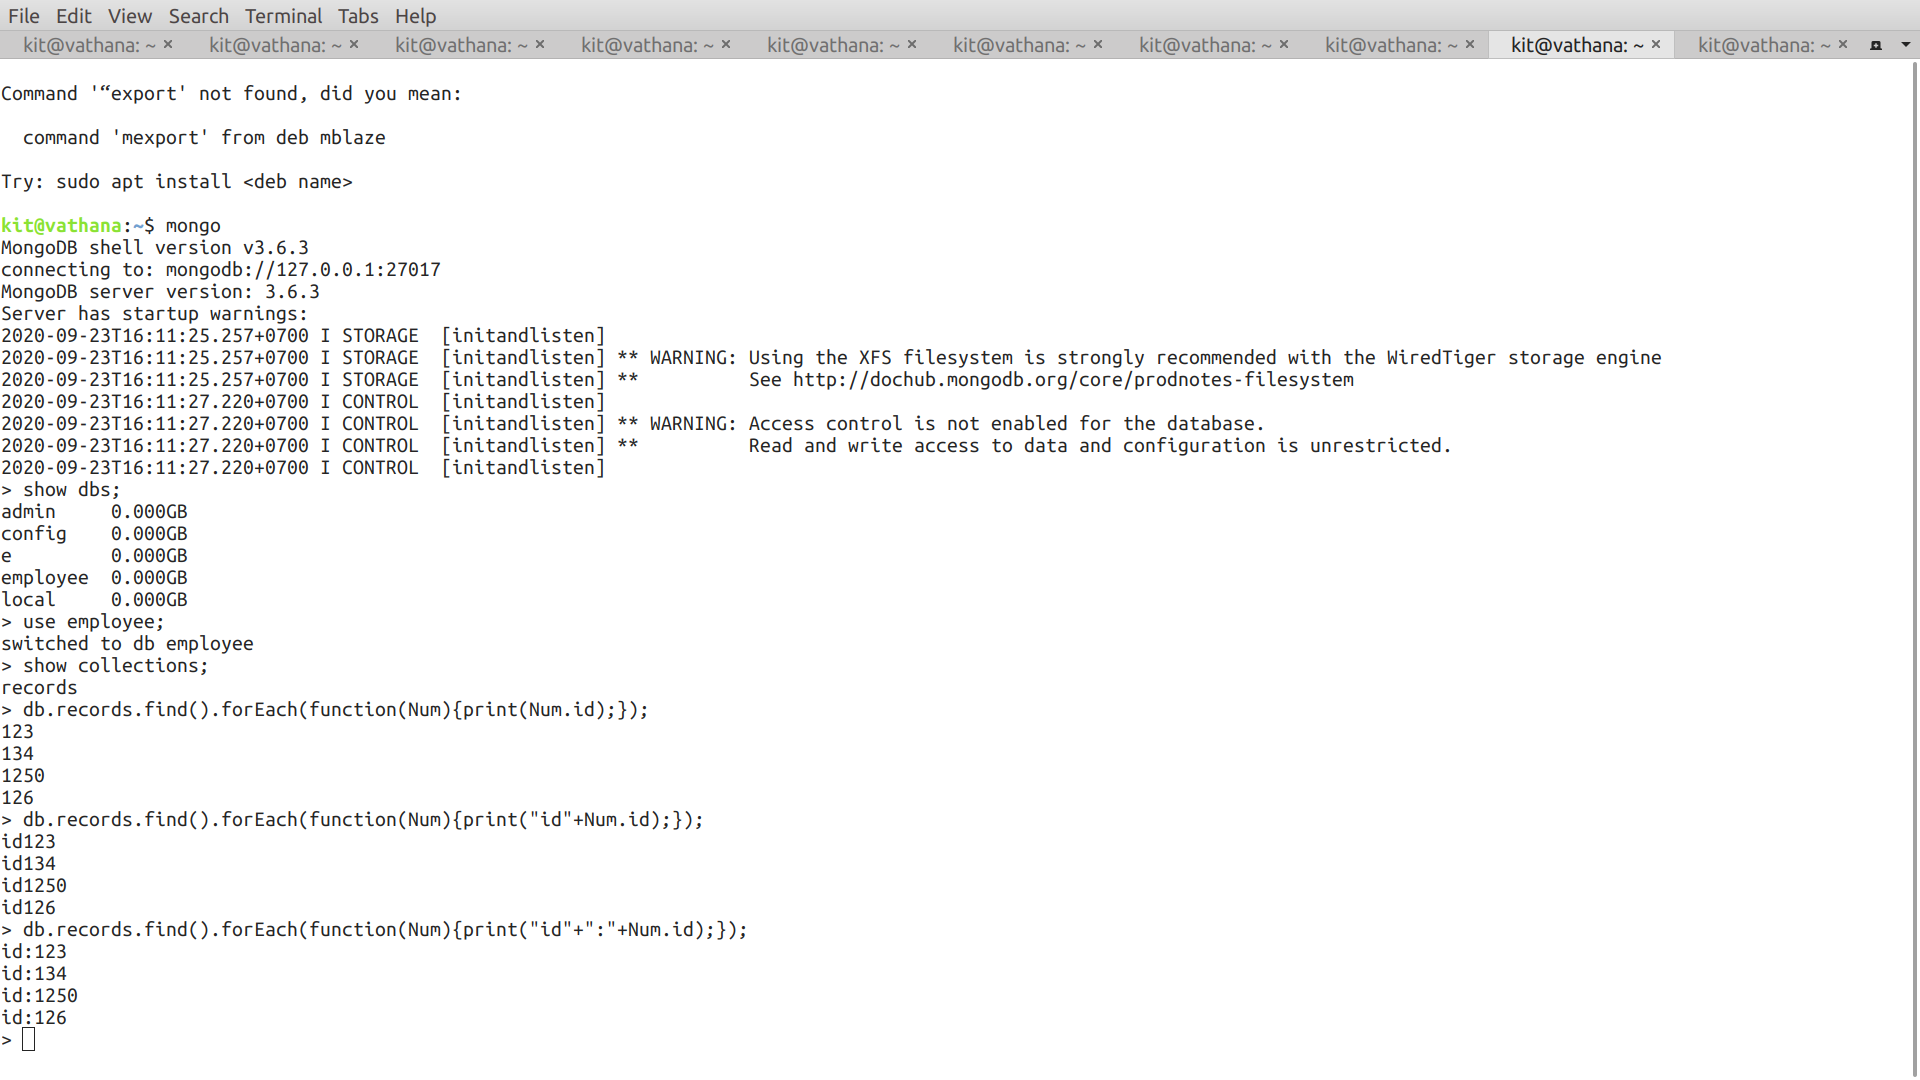 File Edit View Search Terminal Tabs Help
kit@vathana: ~ × kit@vathana: ~ × kit@vathana: ~ × kit@vathana: ~ × kit@vathana: ~ × kit@vathana: ~ × kit@vathana: ~ × kit@vathana: ~ × kit@vathana: ~ × kit@vathana: ~ ×
Command '“export' not found, did you mean:
command 'mexport' from deb mblaze
Try: sudo apt install <deb name>
kit@vathana:~$ mongo
MongoDB shell version v3.6.3
connecting to: mongodb://127.0.0.1:27017
MongoDB server version: 3.6.3
Server has startup warnings:
2020-09-23T16:11:25.257+0700 I STORAGE  [initandlisten]
2020-09-23T16:11:25.257+0700 I STORAGE  [initandlisten] ** WARNING: Using the XFS filesystem is strongly recommended with the WiredTiger storage engine
2020-09-23T16:11:25.257+0700 I STORAGE  [initandlisten] **          See http://dochub.mongodb.org/core/prodnotes-filesystem
2020-09-23T16:11:27.220+0700 I CONTROL  [initandlisten]
2020-09-23T16:11:27.220+0700 I CONTROL  [initandlisten] ** WARNING: Access control is not enabled for the database.
2020-09-23T16:11:27.220+0700 I CONTROL  [initandlisten] **          Read and write access to data and configuration is unrestricted.
2020-09-23T16:11:27.220+0700 I CONTROL  [initandlisten]
> show dbs;
admin     0.000GB
config    0.000GB
e         0.000GB
employee  0.000GB
local     0.000GB
> use employee;
switched to db employee
> show collections;
records
> db.records.find().forEach(function(Num){print(Num.id);});
123
134
1250
126
> db.records.find().forEach(function(Num){print("id"+Num.id);});
id123
id134
id1250
id126
> db.records.find().forEach(function(Num){print("id"+":"+Num.id);});
id:123
id:134
id:1250
id:126
>